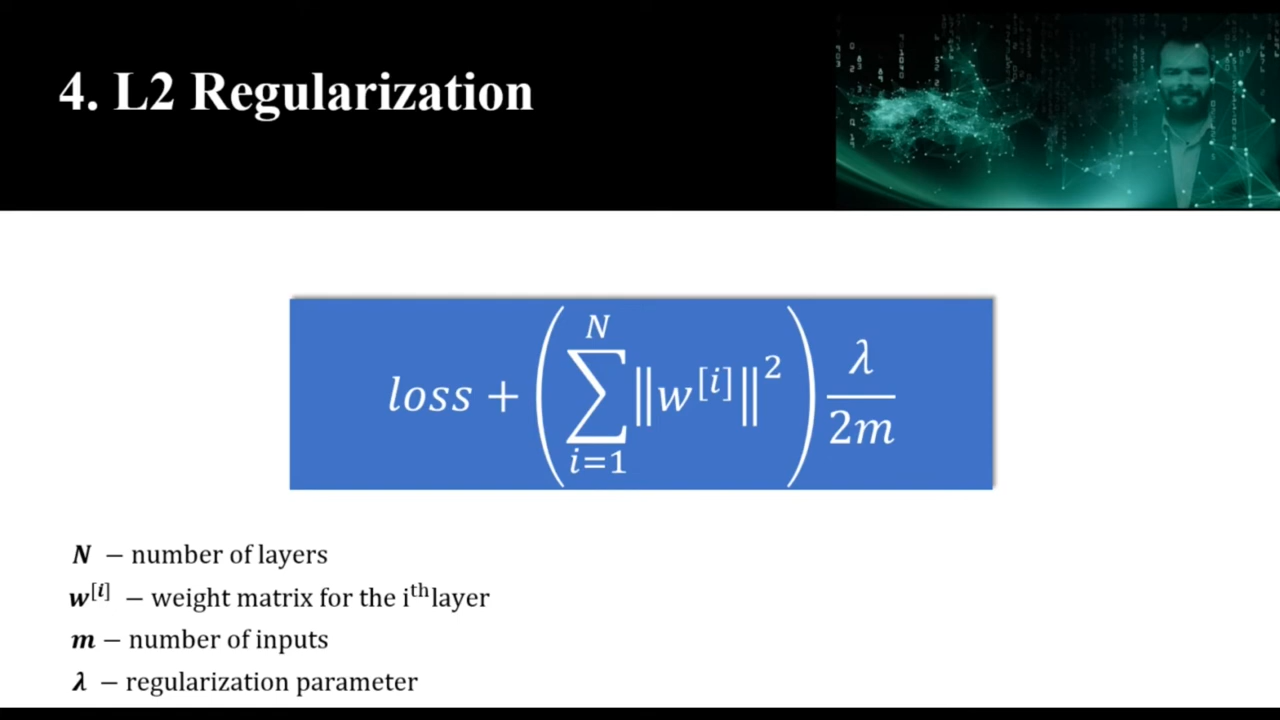 4. L2 Regularization
loss + (∑_{i=1}^{N} ‖w^{[i]}‖^2) λ/2m
N – number of layers
w^{[i]} – weight matrix for the i^{th} layer
m – number of inputs
λ – regularization parameter